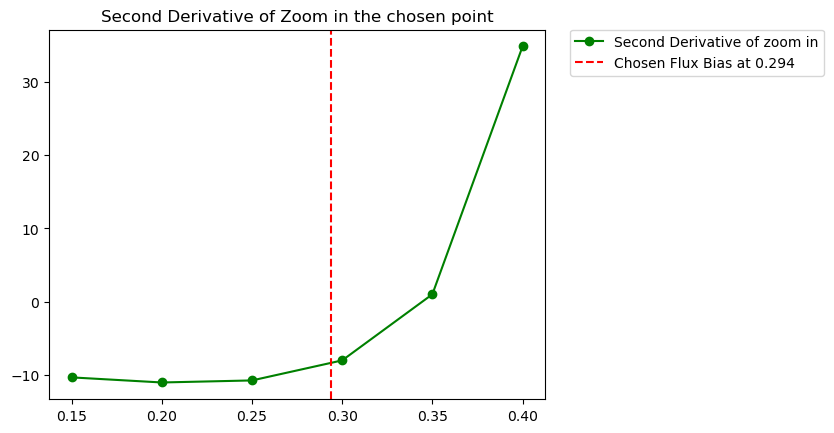 Second Derivative of Zoom in the chosen point
Second Derivative of zoom in
Chosen Flux Bias at 0.294
30
20
10
0
−10
0.15 0.20 0.25 0.30 0.35 0.40